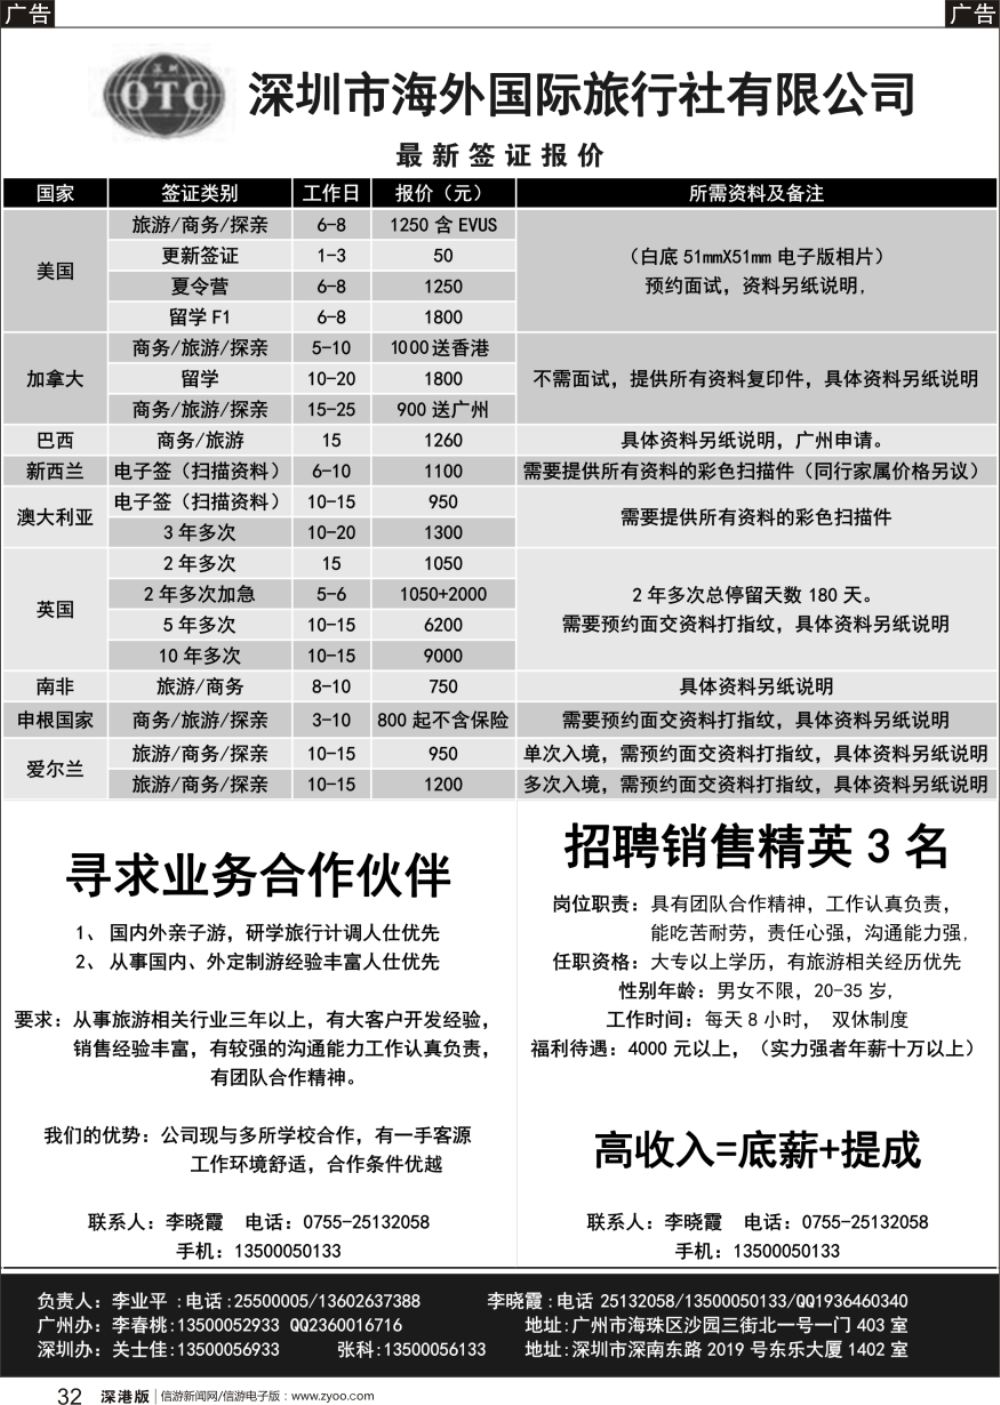 广告
广告
深圳
OTC
深圳市海外国际旅行社有限公司
最新签证报价
国家 签证类别 工作日 报价（元） 所需资料及备注
美国 旅游/商务/探亲 6-8 1250 含 EVUS （白底 51mmX51mm 电子版相片）
更新签证 1-3 50 预约面试，资料另纸说明.
夏令营 6-8 1250
留学 F1 6-8 1800
加拿大 商务/旅游/探亲 5-10 1000送香港 不需面试，提供所有资料复印件，具体资料另纸说明
留学 10-20 1800
商务/旅游/探亲 15-25 900 送广州
巴西 商务/旅游 15 1260 具体资料另纸说明，广州申请。
新西兰 电子签（扫描资料） 6-10 1100 需要提供所有资料的彩色扫描件（同行家属价格另议）
澳大利亚 电子签（扫描资料） 10-15 950 需要提供所有资料的彩色扫描件
3 年多次 10-20 1300
英国 2 年多次 15 1050 2 年多次总停留天数 180 天。
2 年多次加急 5-6 1050+2000 需要预约面交资料打指纹，具体资料另纸说明
5 年多次 10-15 6200
10 年多次 10-15 9000
南非 旅游/商务 8-10 750 具体资料另纸说明
申根国家 商务/旅游/探亲 3-10 800 起不含保险 需要预约面交资料打指纹，具体资料另纸说明
爱尔兰 旅游/商务/探亲 10-15 950 单次入境，需预约面交资料打指纹，具体资料另纸说明
旅游/商务/探亲 10-15 1200 多次入境，需预约面交资料打指纹，具体资料另纸说明
寻求业务合作伙伴
1、 国内外亲子游，研学旅行计调人仕优先
2、 从事国内、外定制游经验丰富人仕优先
要求：从事旅游相关行业三年以上，有大客户开发经验，
销售经验丰富，有较强的沟通能力工作认真负责，
有团队合作精神。
我们的优势：公司现与多所学校合作，有一手客源
工作环境舒适，合作条件优越
联系人：李晓霞 电话：0755-25132058
手机：13500050133
招聘销售精英 3 名
岗位职责：具有团队合作精神，工作认真负责，
能吃苦耐劳，责任心强，沟通能力强.
任职资格：大专以上学历，有旅游相关经历优先
性别年龄：男女不限，20-35 岁，
工作时间：每天 8 小时， 双休制度
福利待遇：4000 元以上，（实力强者年薪十万以上）
高收入=底薪+提成
联系人：李晓霞 电话：0755-25132058
手机：13500050133
负责人：李业平 :电话:25500005/13602637388 李晓霞:电话 25132058/13500050133/QQ1936460340
广州办：李春桃:13500052933 QQ2360016716 地址:广州市海珠区沙园三街北一号一门 403 室
深圳办：关士佳:13500056933 张科:13500056133 地址:深圳市深南东路 2019 号东乐大厦 1402 室
32 深港版 信游新闻网/信游电子版：www.zyoo.com